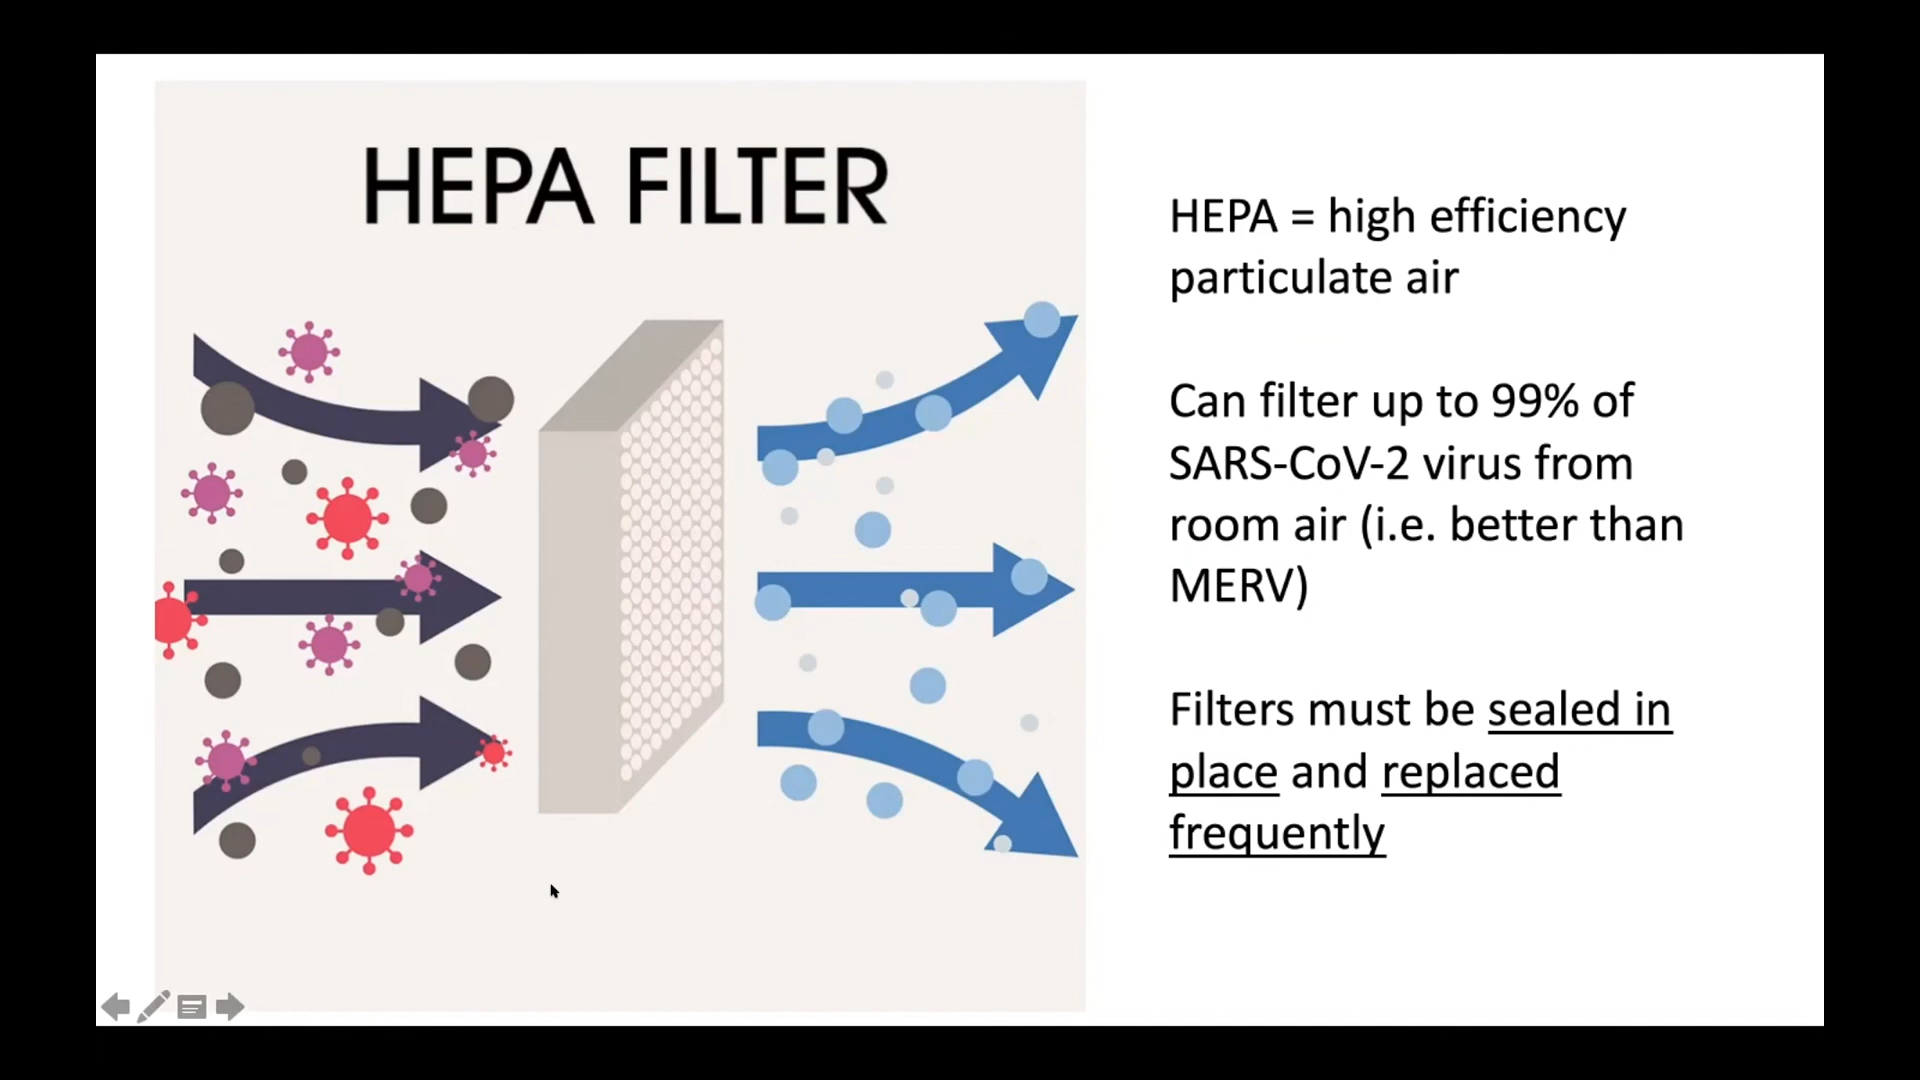 HEPA FILTER
HEPA = high efficiency
particulate air
Can filter up to 99% of
SARS-CoV-2 virus from
room air (i.e. better than
MERV)
Filters must be sealed in
place and replaced
frequently